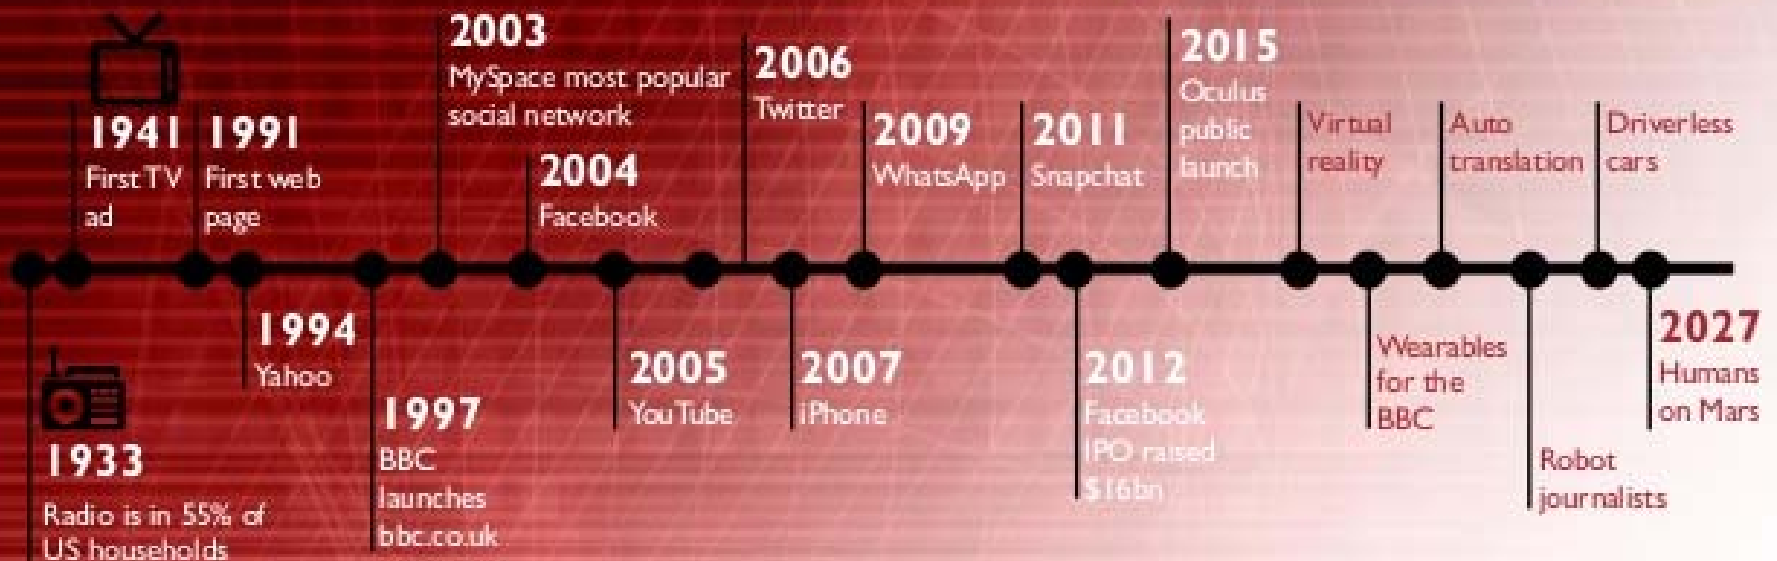 1933
Radio is in 55% of
US households
1941
First TV
ad
1991
First web
page
1994
Yahoo
1997
BBC
launches
bbc.co.uk
2003
MySpace most popular
social network
2004
Facebook
2005
YouTube
2006
Twitter
2007
iPhone
2009
WhatsApp
2011
Snapchat
2012
Facebook
IPO raised
$16bn
2015
Oculus
public
launch
Virtual
reality
Wearables
for the
BBC
Auto
translation
Robot
journalists
Driverless
cars
2027
Humans
on Mars